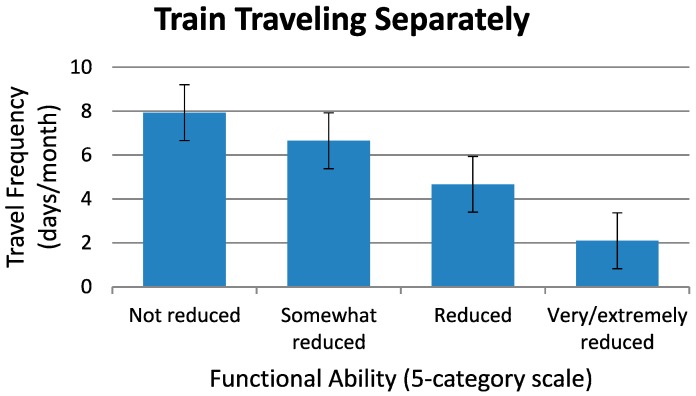 Train Traveling Separately
Travel Frequency
(days/month)
10
8
6
4
2
0
Not reduced
Somewhat
reduced
Reduced
Very/extremely
reduced
Functional Ability (5-category scale)